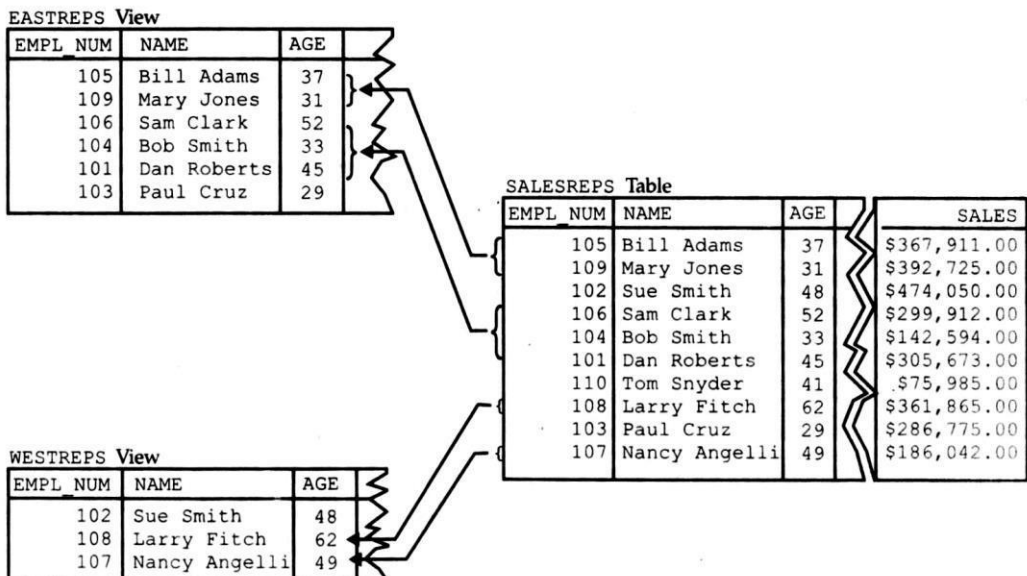 EASTREPS View
EMPL_NUM NAME AGE
105 Bill Adams 37
109 Mary Jones 31
106 Sam Clark 52
104 Bob Smith 33
101 Dan Roberts 45
103 Paul Cruz 29
SALESREPS Table
EMPL_NUM NAME AGE SALES
105 Bill Adams 37 $367,911.00
109 Mary Jones 31 $392,725.00
102 Sue Smith 48 $474,050.00
106 Sam Clark 52 $299,912.00
104 Bob Smith 33 $142,594.00
101 Dan Roberts 45 $305,673.00
110 Tom Snyder 41 $75,985.00
108 Larry Fitch 62 $361,865.00
103 Paul Cruz 29 $286,775.00
107 Nancy Angelli 49 $186,042.00
WESTREPS View
EMPL_NUM NAME AGE
102 Sue Smith 48
108 Larry Fitch 62
107 Nancy Angelli 49